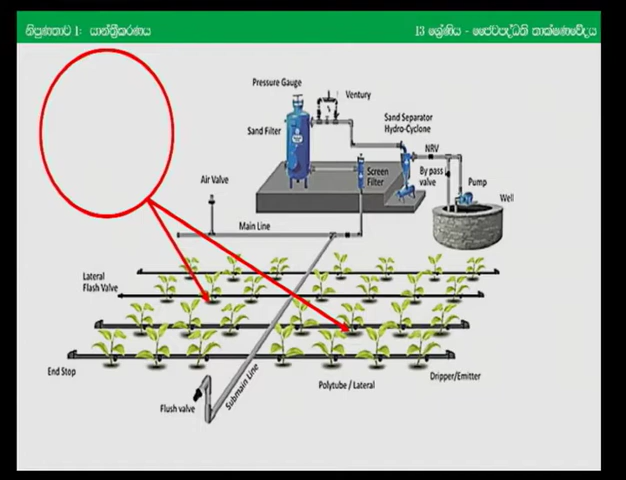 නිපුණතාව 1: යාන්ත්‍රීකරණය
13 ශ්‍රේණිය - ජෛවපද්ධති තාක්ෂණවේදය
Pressure Gauge
Ventury
Sand Separator
Hydro-Cyclone
Sand Filter
NRV
Screen
Filter
By pass
valve
Pump
Air Valve
Well
Main Line
Lateral
Flash Valve
End Stop
Submain Line
Polytube / Lateral
Dripper/Emitter
Flush valve